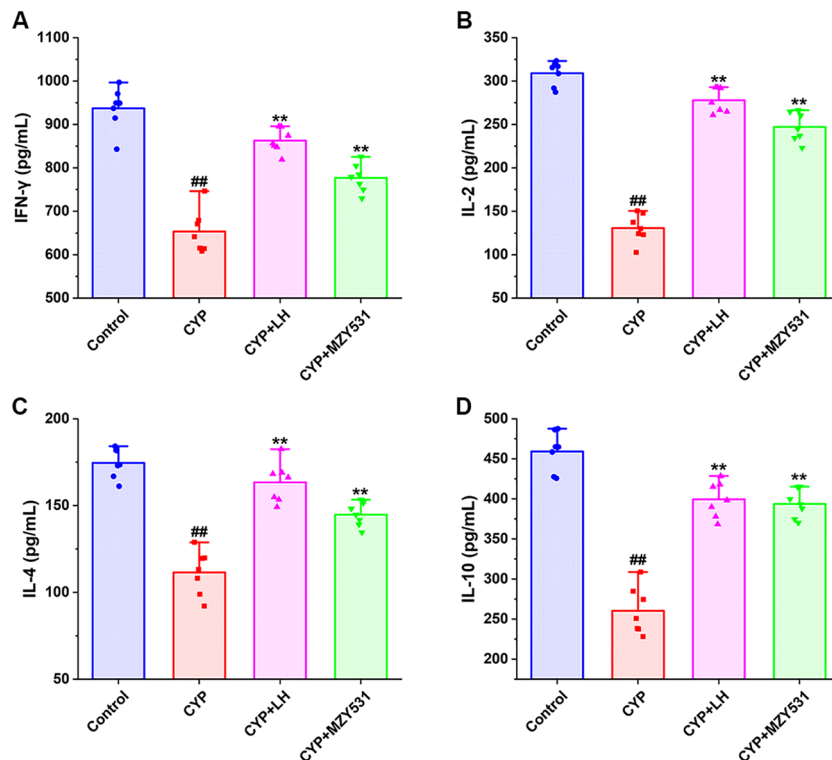 A
IFN-γ (pg/mL)
1100
1000
900
800
700
600
500
##
**
**
Control
CYP
CYP+LH
CYP+MZY531
B
IL-2 (pg/mL)
350
300
250
200
150
100
50
##
**
**
Control
CYP
CYP+LH
CYP+MZY531
C
IL-4 (pg/mL)
200
150
100
50
##
**
**
Control
CYP
CYP+LH
CYP+MZY531
D
IL-10 (pg/mL)
500
450
400
350
300
250
200
##
**
**
Control
CYP
CYP+LH
CYP+MZY531